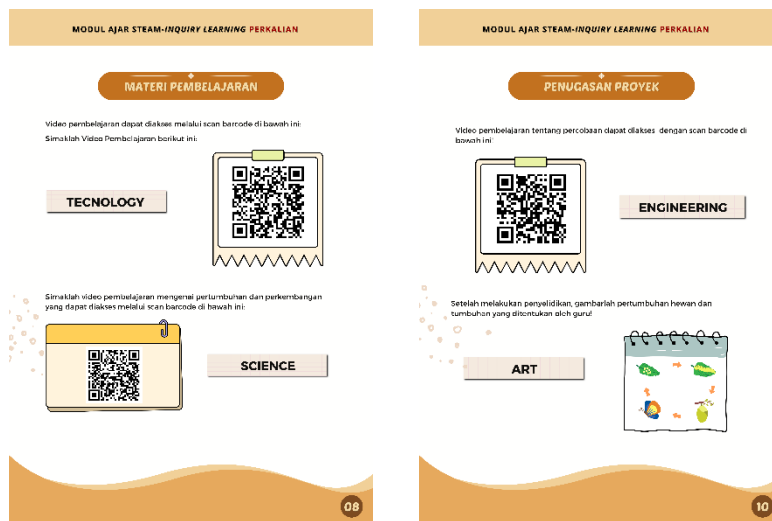 MODUL AJAR STEAM-INQUIRY LEARNING PERKALIAN
MATERI PEMBELAJARAN
Video pembelajaran dapat diakses melalui scan barcode di bawah ini:
Simaklah Video Pembelajaran berikut ini:
TECNOLOGY
Simaklah video pembelajaran mengenai pertumbuhan dan perkembangan
yang dapat diakses melalui scan barcode di bawah ini:
SCIENCE
08
MODUL AJAR STEAM-INQUIRY LEARNING PERKALIAN
PENUGASAN PROYEK
Video pembelajaran tentang percobaan dapat diakses dengan scan barcode di
bawah ini!
ENGINEERING
Setelah melakukan penyelidikan, gambarlah pertumbuhan hewan dan
tumbuhan yang ditentukan oleh guru!
ART
10